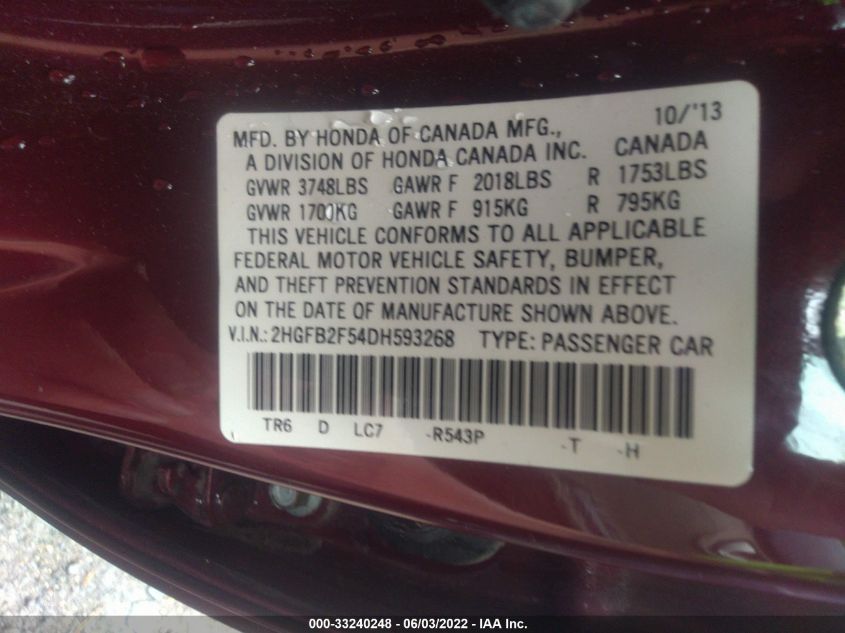 10/'13
MFD. BY HONDA OF CANADA MFG.,
A DIVISION OF HONDA CANADA INC. CANADA
GVWR 3748LBS GAWR F 2018LBS R 1753LBS
GVWR 1700KG GAWR F 915KG R 795KG
THIS VEHICLE CONFORMS TO ALL APPLICABLE
FEDERAL MOTOR VEHICLE SAFETY, BUMPER,
AND THEFT PREVENTION STANDARDS IN EFFECT
ON THE DATE OF MANUFACTURE SHOWN ABOVE.
V.I.N.: 2HGFB2F54DH593268 TYPE: PASSENGER CAR
TR6 D LC7 -R543P -T -H
000-33240248 - 06/03/2022 - IAA Inc.